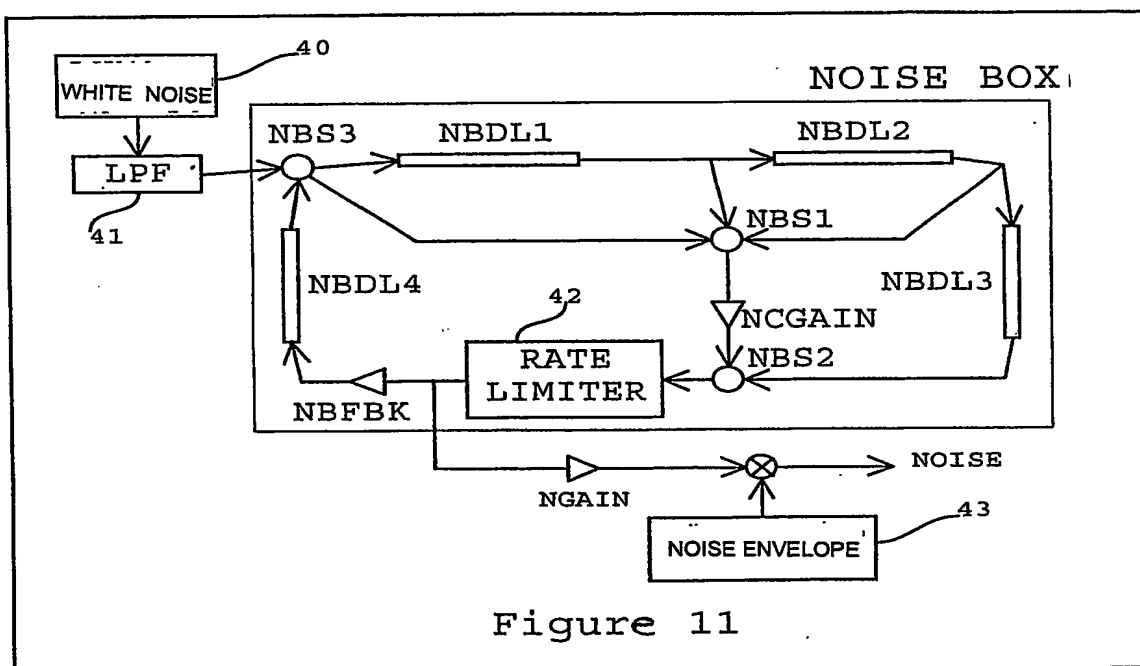 40
WHITE NOISE
NOISE BOX
NBS3
NBDL1
NBDL2
LPF
41
NBS1
NBDL4
NBDL3
42
NCGAIN
RATE
LIMITER
NBS2
NBFBK
NOISE
NGAIN
43
NOISE ENVELOPE
Figure 11